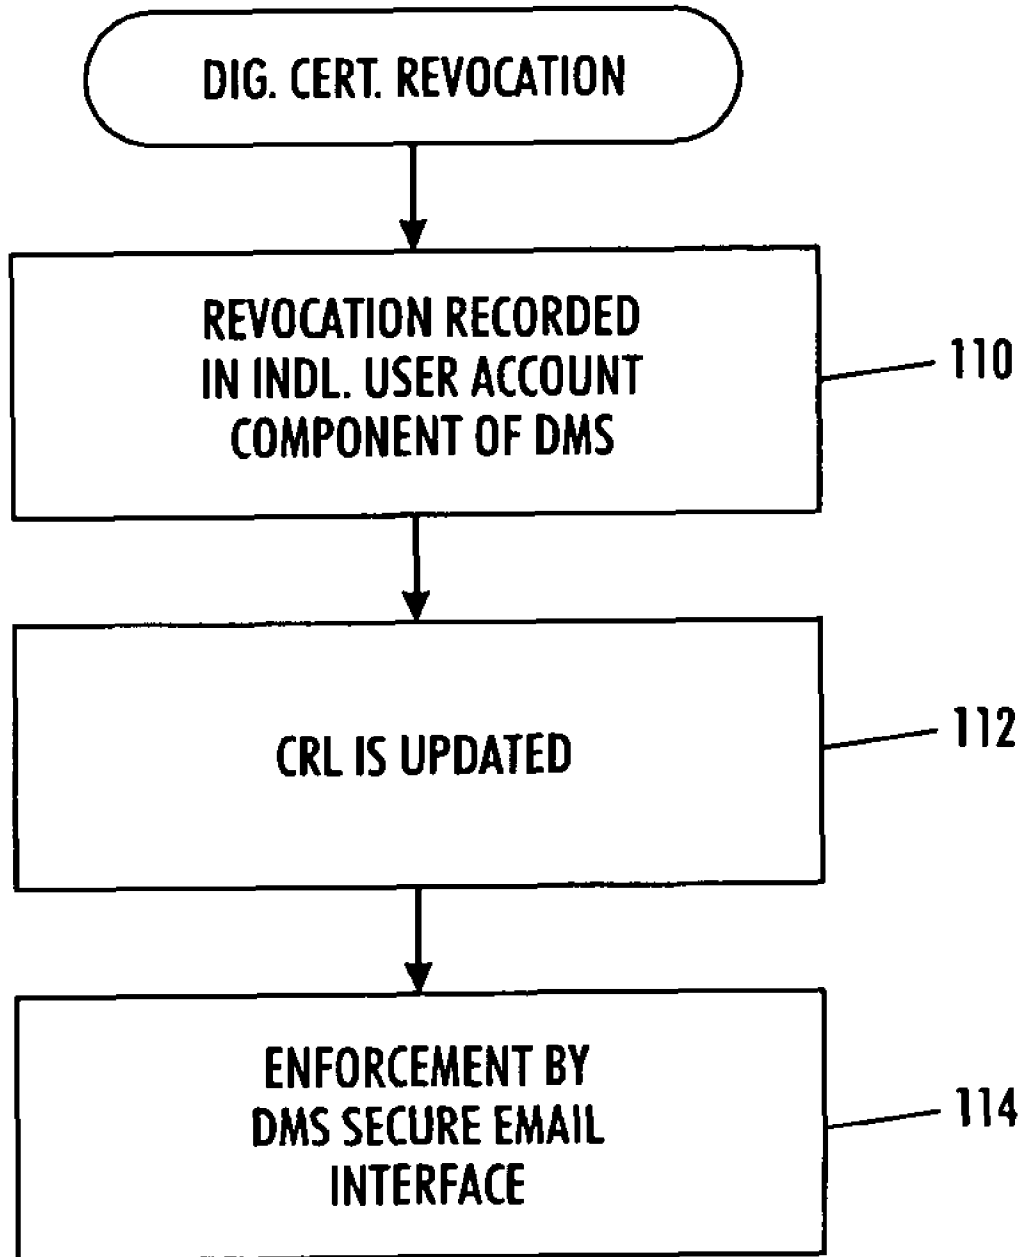 DIG. CERT. REVOCATION
REVOCATION RECORDED
IN INDL. USER ACCOUNT
COMPONENT OF DMS
110
CRL IS UPDATED
112
ENFORCEMENT BY
DMS SECURE EMAIL
INTERFACE
114